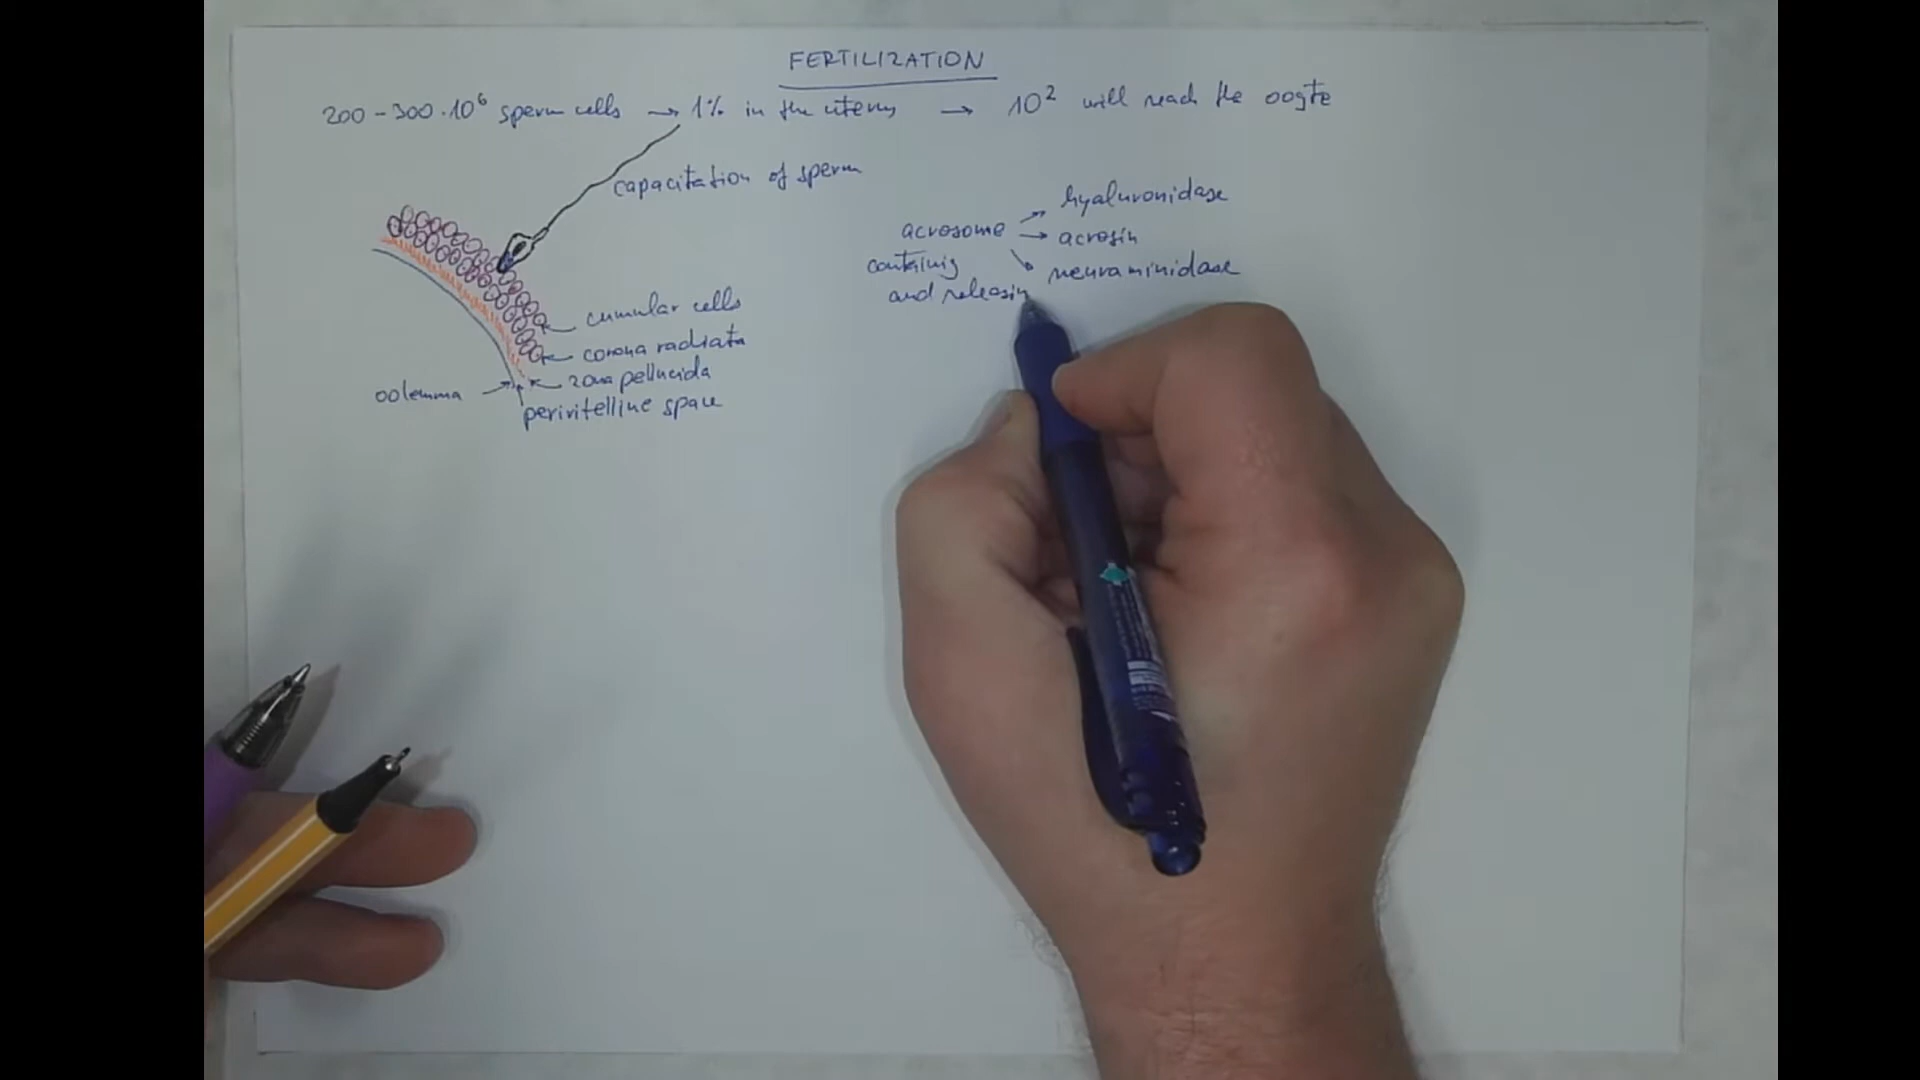 FERTILIZATION
200-300·10⁶ sperm cells → 1% in the uterus → 10² will reach the oocyte
capacitation of sperm
hyaluronidase
acrosome → acrosin
containing
neuraminidase
and releasin
cumular cells
corona radiata
zona pellucida
oolemma
perivitelline space